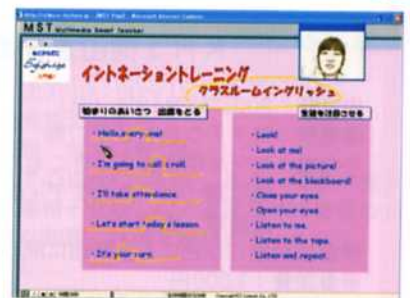 MST Multimedia Smart Teacher
イントネーショントレーニング
クラスルームイングリッシュ
始まりのあいさつ 出席をとる
・Hello, every one!
・I'm going to call a roll.
・I'll take attendance.
・Let's start today's lesson.
・It's your turn.
生徒を注目させる
・Look!
・Look at me!
・Look at the picture!
・Look at the blackboard!
・Close your eyes.
・Open your eyes.
・Listen to me.
・Listen to the tape.
・Listen and repeat.